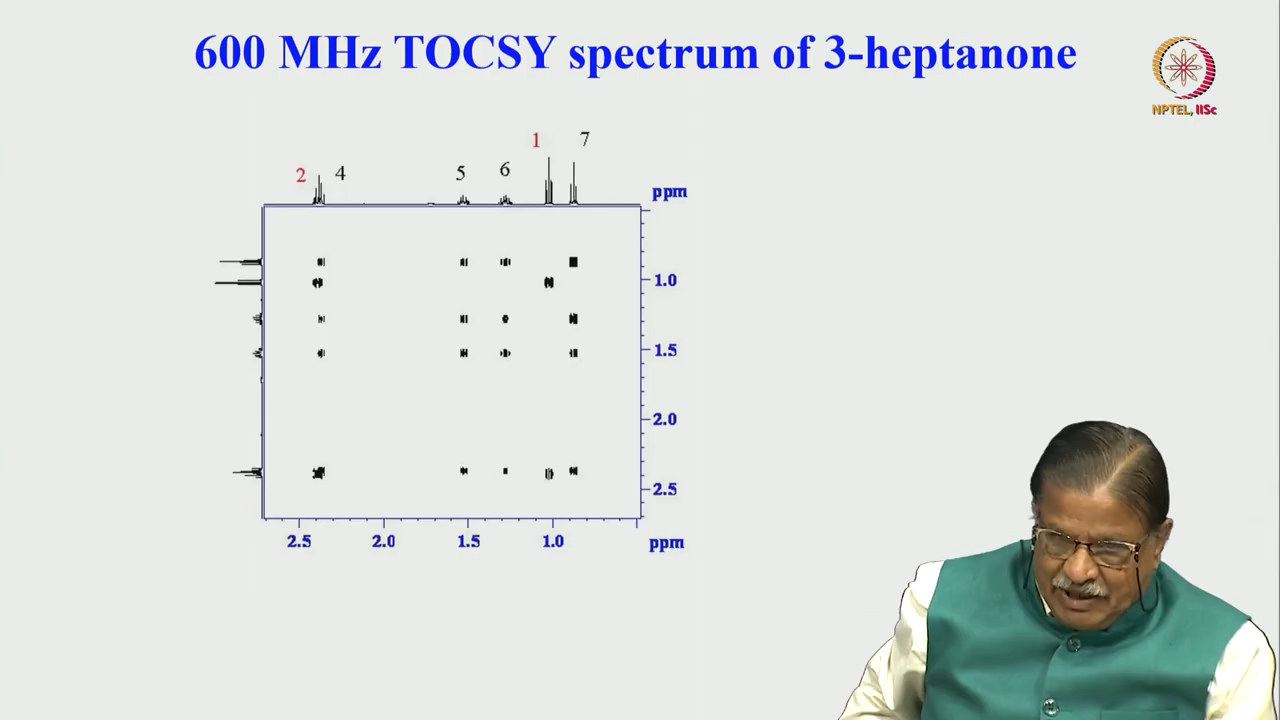 600 MHz TOCSY spectrum of 3-heptanone
NPTEL, IISc
2 4 5 6 1 7
ppm
1.0
1.5
2.0
2.5
2.5 2.0 1.5 1.0 ppm